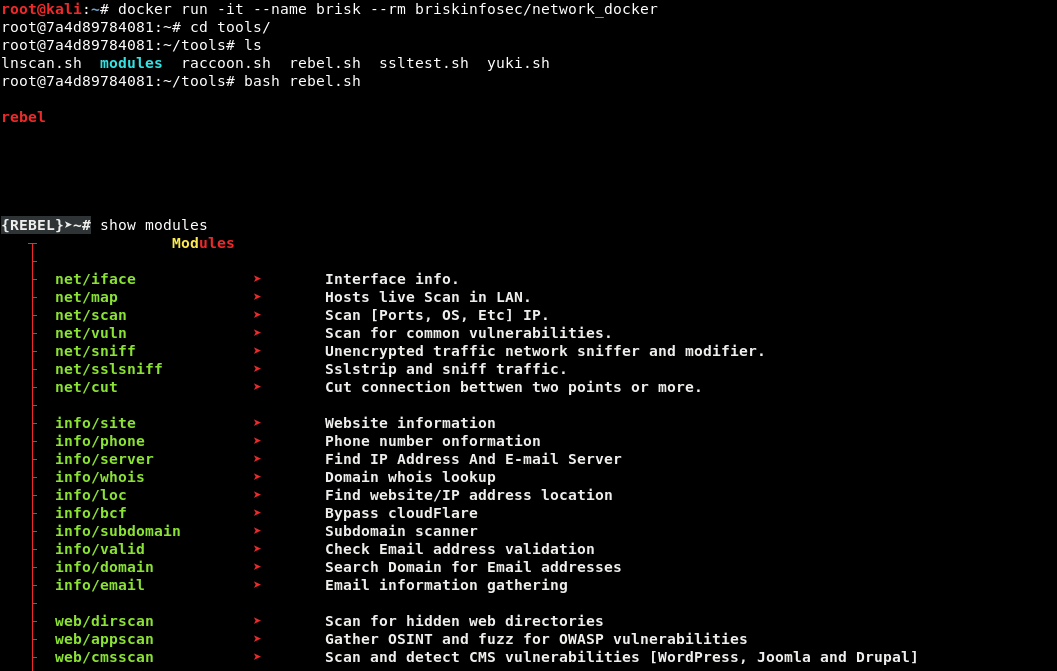 root@kali:~# docker run -it --name brisk --rm briskinfosec/network_docker
root@7a4d89784081:~# cd tools/
root@7a4d89784081:~/tools# ls
lnscan.sh  modules  raccoon.sh  rebel.sh  ssltest.sh  yuki.sh
root@7a4d89784081:~/tools# bash rebel.sh
rebel
{REBEL}➤~# show modules
Modules
net/iface ➤ Interface info.
net/map ➤ Hosts live Scan in LAN.
net/scan ➤ Scan [Ports, OS, Etc] IP.
net/vuln ➤ Scan for common vulnerabilities.
net/sniff ➤ Unencrypted traffic network sniffer and modifier.
net/sslsniff ➤ Sslstrip and sniff traffic.
net/cut ➤ Cut connection bettwen two points or more.
info/site ➤ Website information
info/phone ➤ Phone number onformation
info/server ➤ Find IP Address And E-mail Server
info/whois ➤ Domain whois lookup
info/loc ➤ Find website/IP address location
info/bcf ➤ Bypass cloudFlare
info/subdomain ➤ Subdomain scanner
info/valid ➤ Check Email address validation
info/domain ➤ Search Domain for Email addresses
info/email ➤ Email information gathering
web/dirscan ➤ Scan for hidden web directories
web/appscan ➤ Gather OSINT and fuzz for OWASP vulnerabilities
web/cmsscan ➤ Scan and detect CMS vulnerabilities [WordPress, Joomla and Drupal]